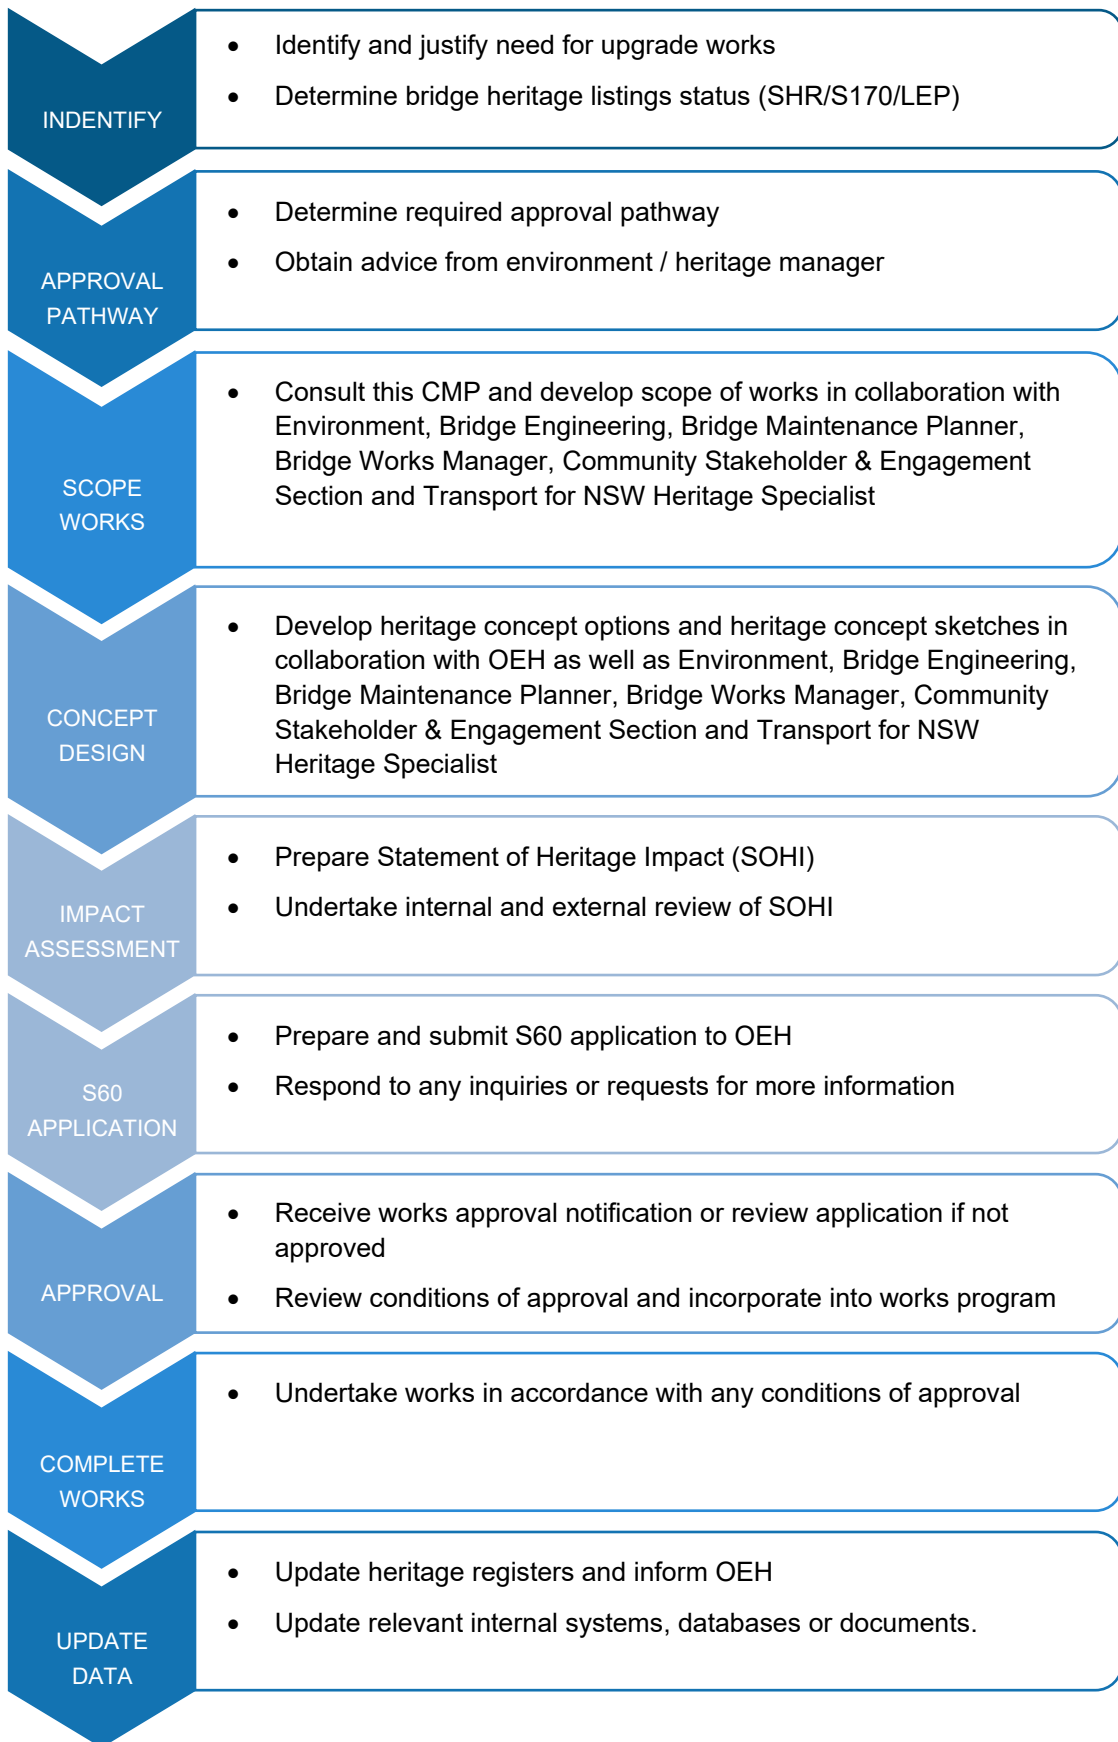 INDENTIFY
• Identify and justify need for upgrade works
• Determine bridge heritage listings status (SHR/S170/LEP)
APPROVAL
PATHWAY
• Determine required approval pathway
• Obtain advice from environment / heritage manager
SCOPE
WORKS
• Consult this CMP and develop scope of works in collaboration with
Environment, Bridge Engineering, Bridge Maintenance Planner,
Bridge Works Manager, Community Stakeholder & Engagement
Section and Transport for NSW Heritage Specialist
CONCEPT
DESIGN
• Develop heritage concept options and heritage concept sketches in
collaboration with OEH as well as Environment, Bridge Engineering,
Bridge Maintenance Planner, Bridge Works Manager, Community
Stakeholder & Engagement Section and Transport for NSW
Heritage Specialist
IMPACT
ASSESSMENT
• Prepare Statement of Heritage Impact (SOHI)
• Undertake internal and external review of SOHI
S60
APPLICATION
• Prepare and submit S60 application to OEH
• Respond to any inquiries or requests for more information
APPROVAL
• Receive works approval notification or review application if not
approved
• Review conditions of approval and incorporate into works program
COMPLETE
WORKS
• Undertake works in accordance with any conditions of approval
UPDATE
DATA
• Update heritage registers and inform OEH
• Update relevant internal systems, databases or documents.